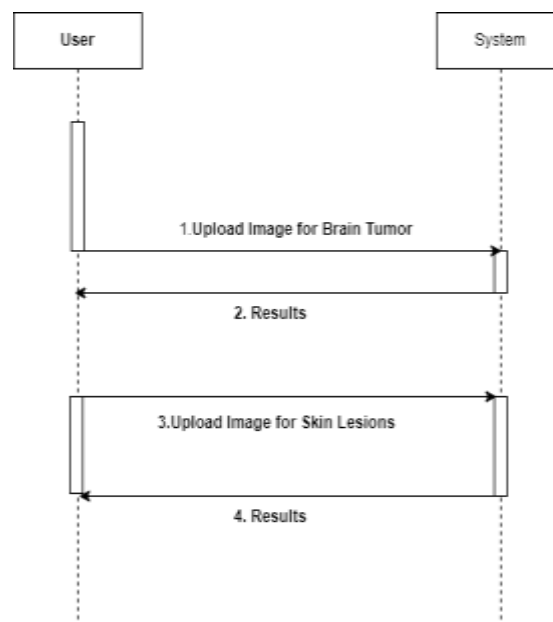 User
System
1.Upload Image for Brain Tumor
2. Results
3.Upload Image for Skin Lesions
4. Results